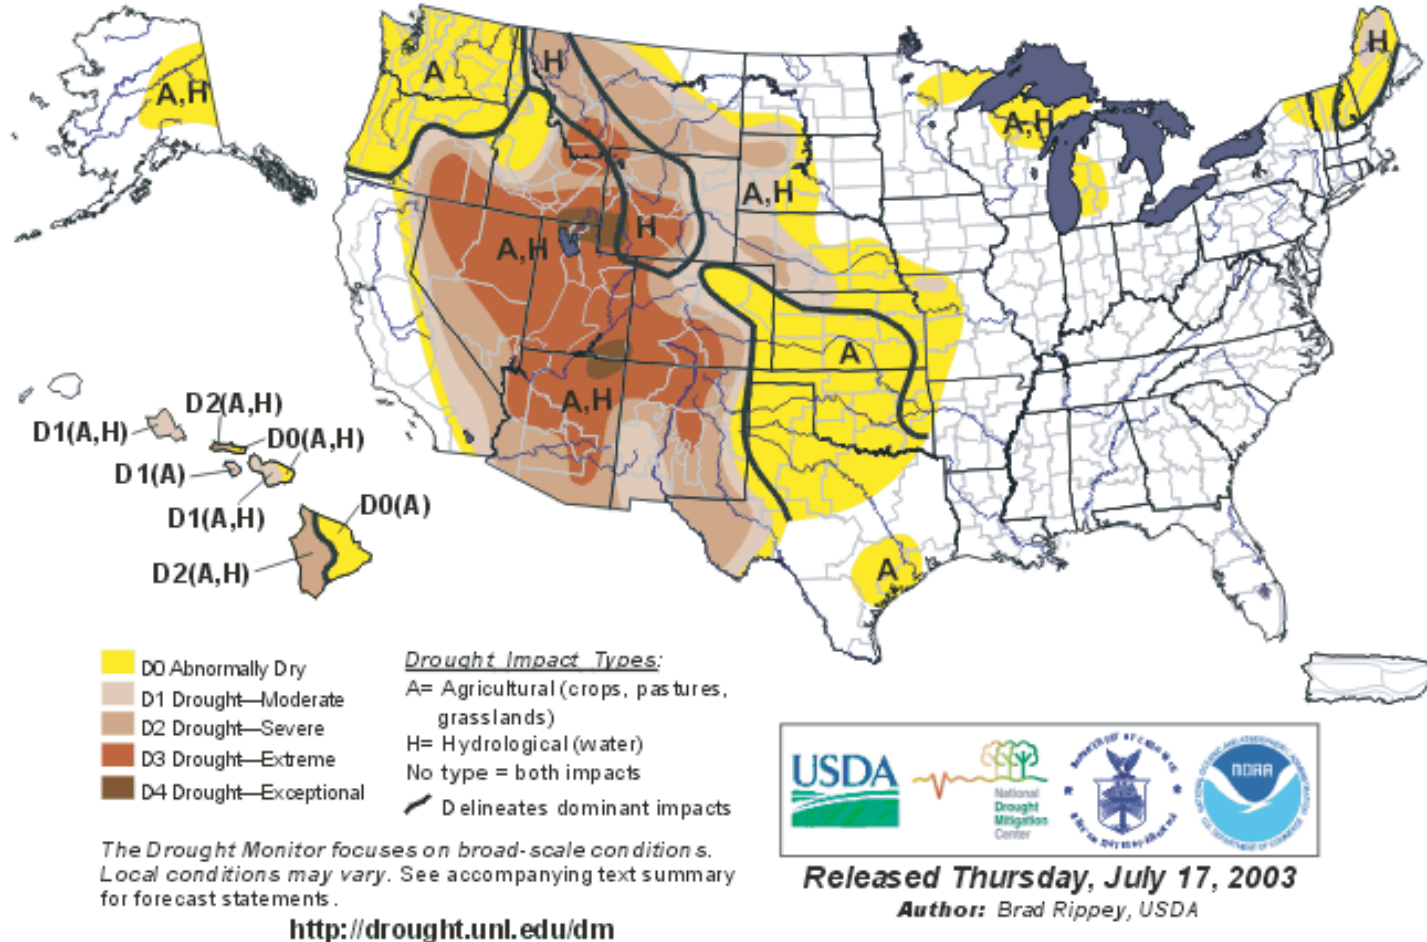 A,H
A
H
H
A,H
A,H
H
A,H
H
A,H
A
A,H
A
D2(A,H)
D1(A,H)
D0(A,H)
D1(A)
D1(A,H)
D0(A)
D2(A,H)
D0 Abnormally Dry
D1 Drought—Moderate
D2 Drought—Severe
D3 Drought—Extreme
D4 Drought—Exceptional
Drought Impact Types:
A= Agricultural (crops, pastures,
grasslands)
H= Hydrological (water)
No type = both impacts
Delineates dominant impacts
The Drought Monitor focuses on broad-scale conditions.
Local conditions may vary. See accompanying text summary
for forecast statements.
http://drought.unl.edu/dm
USDA
National
Drought
Mitigation
Center
NOAA
Released Thursday, July 17, 2003
Author: Brad Rippey, USDA